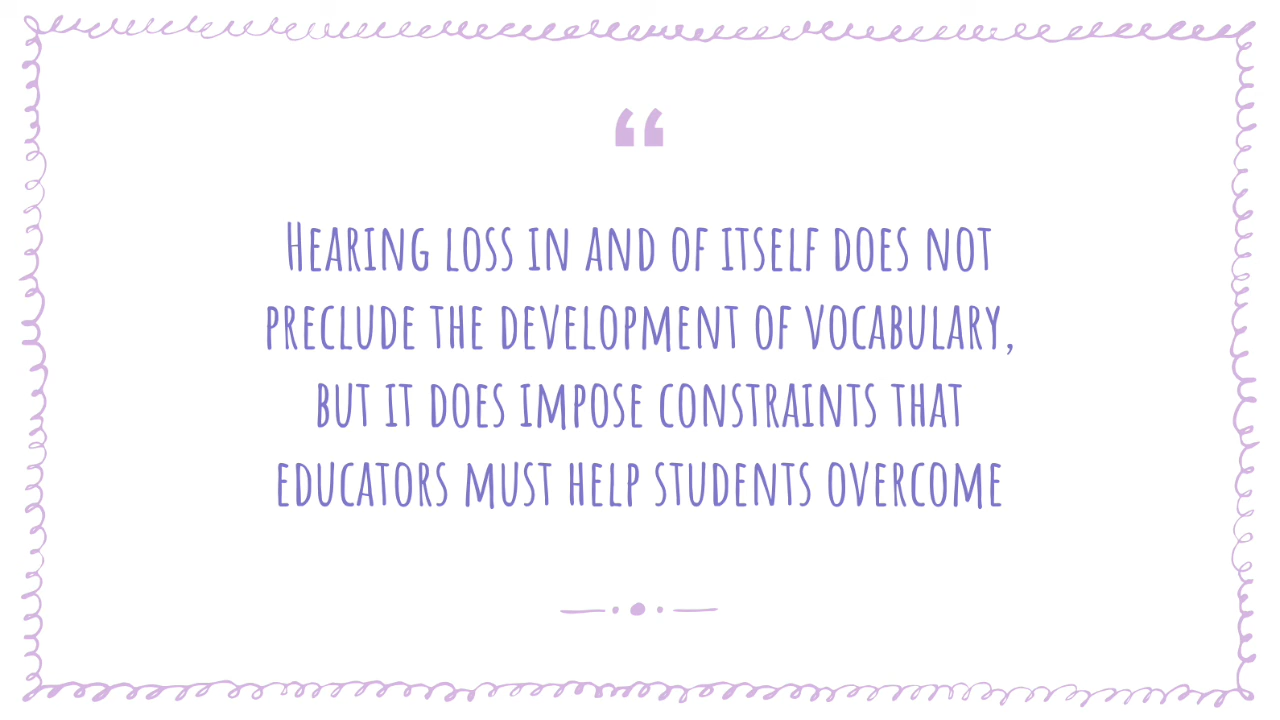 “
Hearing loss in and of itself does not
preclude the development of vocabulary,
but it does impose constraints that
educators must help students overcome